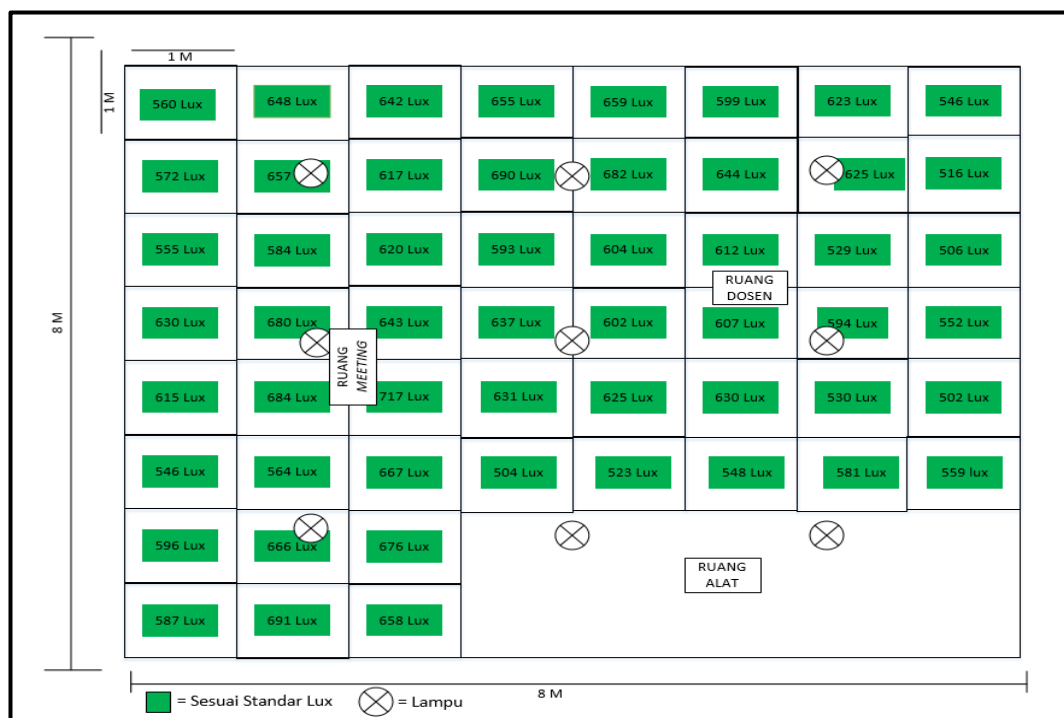 1 M
1 M
8 M
560 Lux 648 Lux 642 Lux 655 Lux 659 Lux 599 Lux 623 Lux 546 Lux
572 Lux 657 617 Lux 690 Lux 682 Lux 644 Lux 625 Lux 516 Lux
555 Lux 584 Lux 620 Lux 593 Lux 604 Lux 612 Lux 529 Lux 506 Lux
RUANG
DOSEN
630 Lux 680 Lux 643 Lux 637 Lux 602 Lux 607 Lux 594 Lux 552 Lux
RUANG
MEETING
615 Lux 684 Lux 717 Lux 631 Lux 625 Lux 630 Lux 530 Lux 502 Lux
546 Lux 564 Lux 667 Lux 504 Lux 523 Lux 548 Lux 581 Lux 559 lux
596 Lux 666 Lux 676 Lux
RUANG
ALAT
587 Lux 691 Lux 658 Lux
8 M
= Sesuai Standar Lux = Lampu